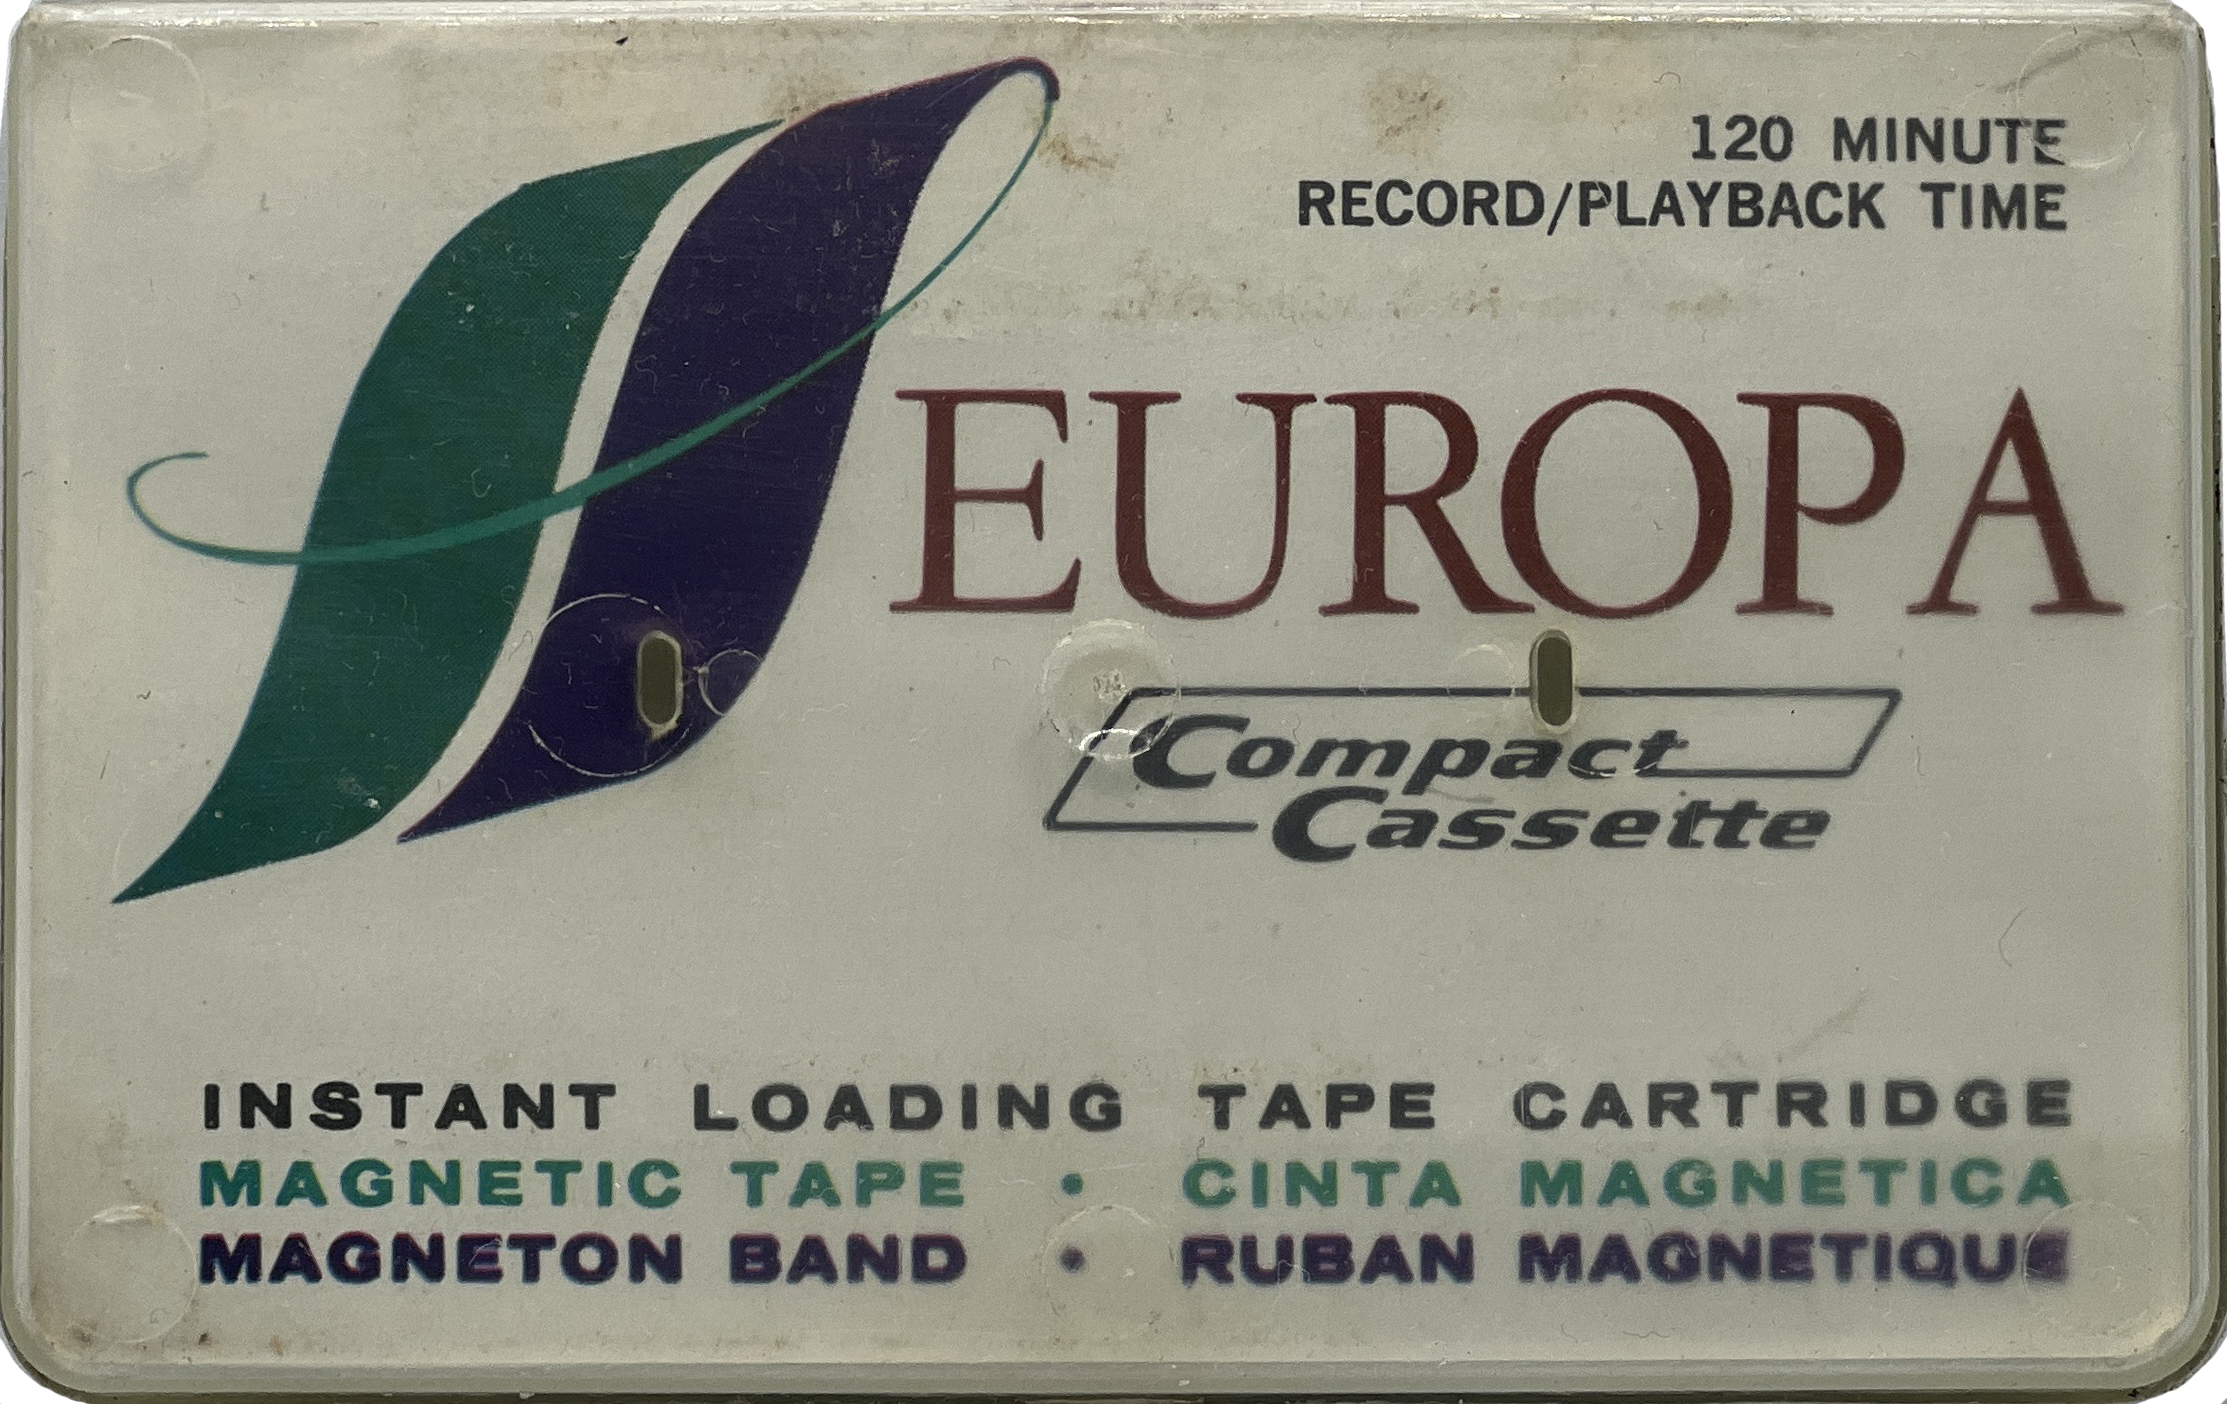 120 MINUTE
RECORD/PLAYBACK TIME
EUROPA
Compact
Cassette
INSTANT LOADING TAPE CARTRIDGE
MAGNETIC TAPE • CINTA MAGNETICA
MAGNETON BAND • RUBAN MAGNETIQUE